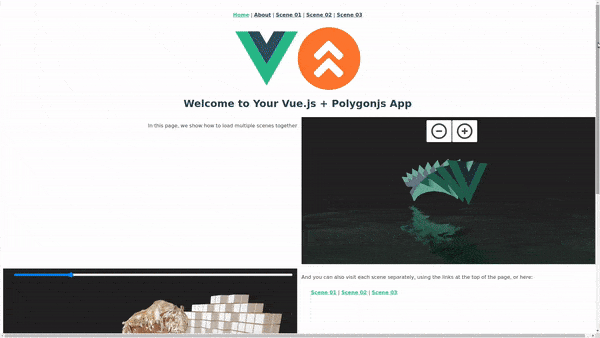 Home | About | Scene 01 | Scene 02 | Scene 03
Welcome to Your Vue.js + Polygonjs App
In this page, we show how to load multiple scenes together
And you can also visit each scene separately, using the links at the top of the page, or here:
Scene 01 | Scene 02 | Scene 03